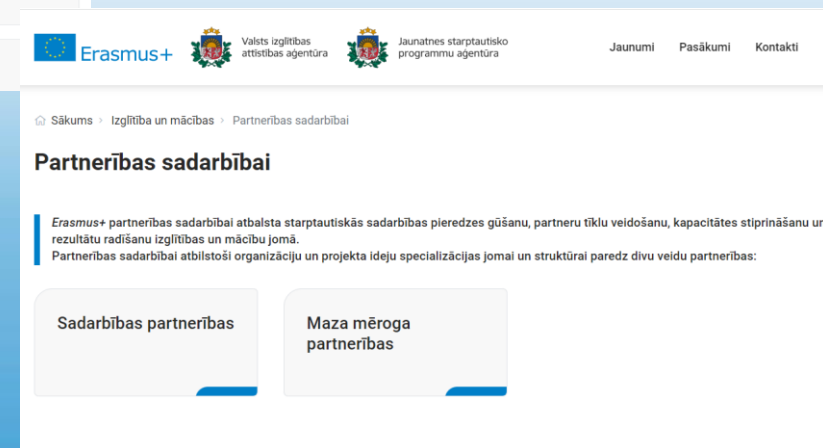 Erasmus+
Valsts izglītības
attīstības aģentūra
Jaunatnes starptautisko
programmu aģentūra
Jaunumi
Pasākumi
Kontakti
Sākums > Izglītība un mācības > Partnerības sadarbībai
Partnerības sadarbībai
Erasmus+ partnerības sadarbībai atbalsta starptautiskās sadarbības pieredzes gūšanu, partneru tīklu veidošanu, kapacitātes stiprināšanu un
rezultātu radīšanu izglītības un mācību jomā.
Partnerības sadarbībai atbilstoši organizāciju un projekta ideju specializācijas jomai un struktūrai paredz divu veidu partnerības:
Sadarbības partnerības
Maza mēroga
partnerības